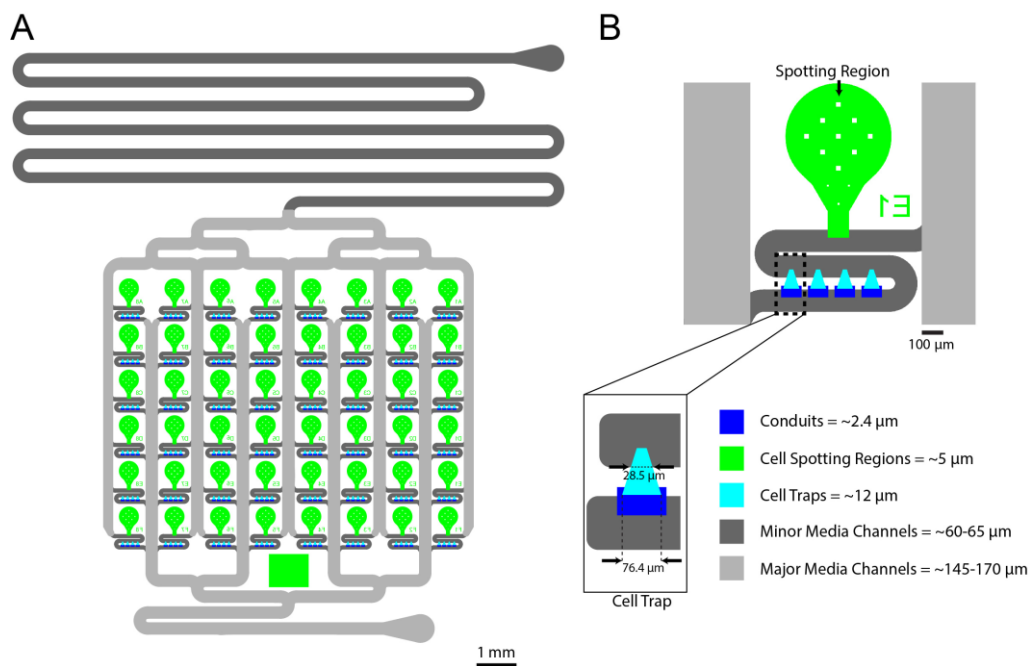 A
B
Spotting Region
E1
100 µm
28.5 µm
76.4 µm
Cell Trap
Conduits = ~2.4 µm
Cell Spotting Regions = ~5 µm
Cell Traps = ~12 µm
Minor Media Channels = ~60-65 µm
Major Media Channels = ~145-170 µm
1 mm